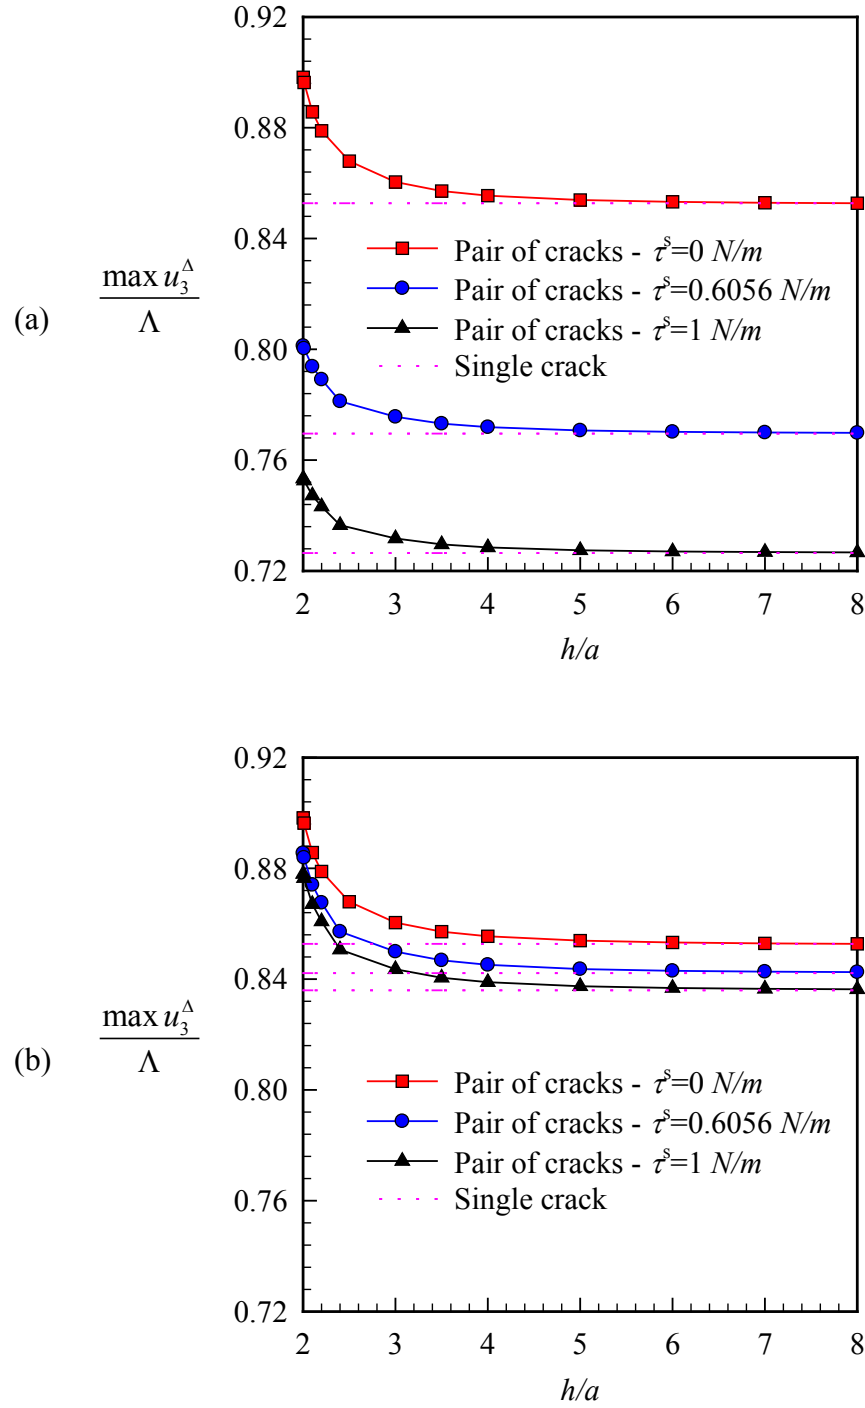 0.92
0.88
0.84
0.80
0.76
0.72
(a)
max u₃^Δ
Λ
Pair of cracks - τˢ=0 N/m
Pair of cracks - τˢ=0.6056 N/m
Pair of cracks - τˢ=1 N/m
Single crack
2 3 4 5 6 7 8
h/a
0.92
0.88
0.84
0.80
0.76
0.72
(b)
max u₃^Δ
Λ
Pair of cracks - τˢ=0 N/m
Pair of cracks - τˢ=0.6056 N/m
Pair of cracks - τˢ=1 N/m
Single crack
2 3 4 5 6 7 8
h/a